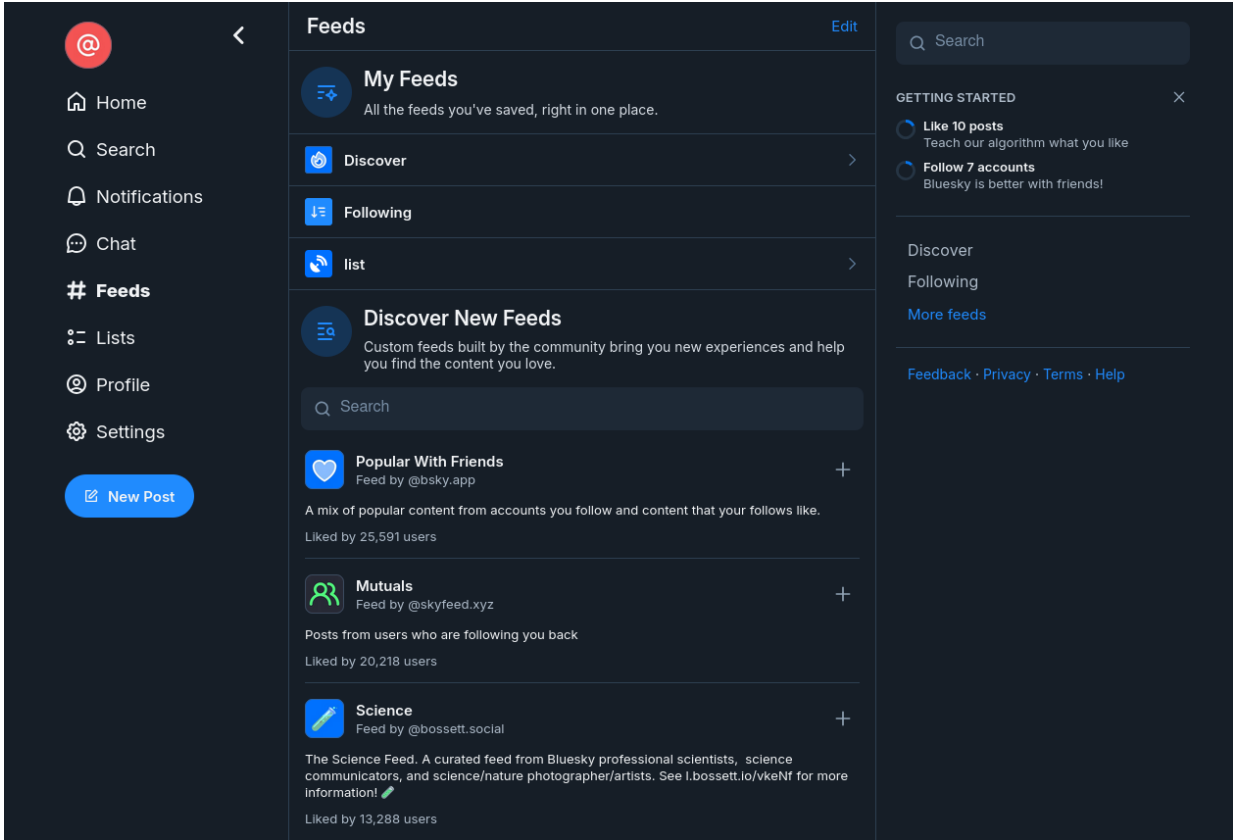 @
Home
Search
Notifications
Chat
Feeds
Lists
Profile
Settings
New Post
Feeds
Edit
My Feeds
All the feeds you've saved, right in one place.
Discover
Following
list
Discover New Feeds
Custom feeds built by the community bring you new experiences and help
you find the content you love.
Search
Popular With Friends
Feed by @bsky.app
A mix of popular content from accounts you follow and content that your follows like.
Liked by 25,591 users
Mutuals
Feed by @skyfeed.xyz
Posts from users who are following you back
Liked by 20,218 users
Science
Feed by @bossett.social
The Science Feed. A curated feed from Bluesky professional scientists,  science
communicators, and science/nature photographer/artists. See l.bossett.io/vkeNf for more
information! 🧪
Liked by 13,288 users
Search
GETTING STARTED
Like 10 posts
Teach our algorithm what you like
Follow 7 accounts
Bluesky is better with friends!
Discover
Following
More feeds
Feedback · Privacy · Terms · Help